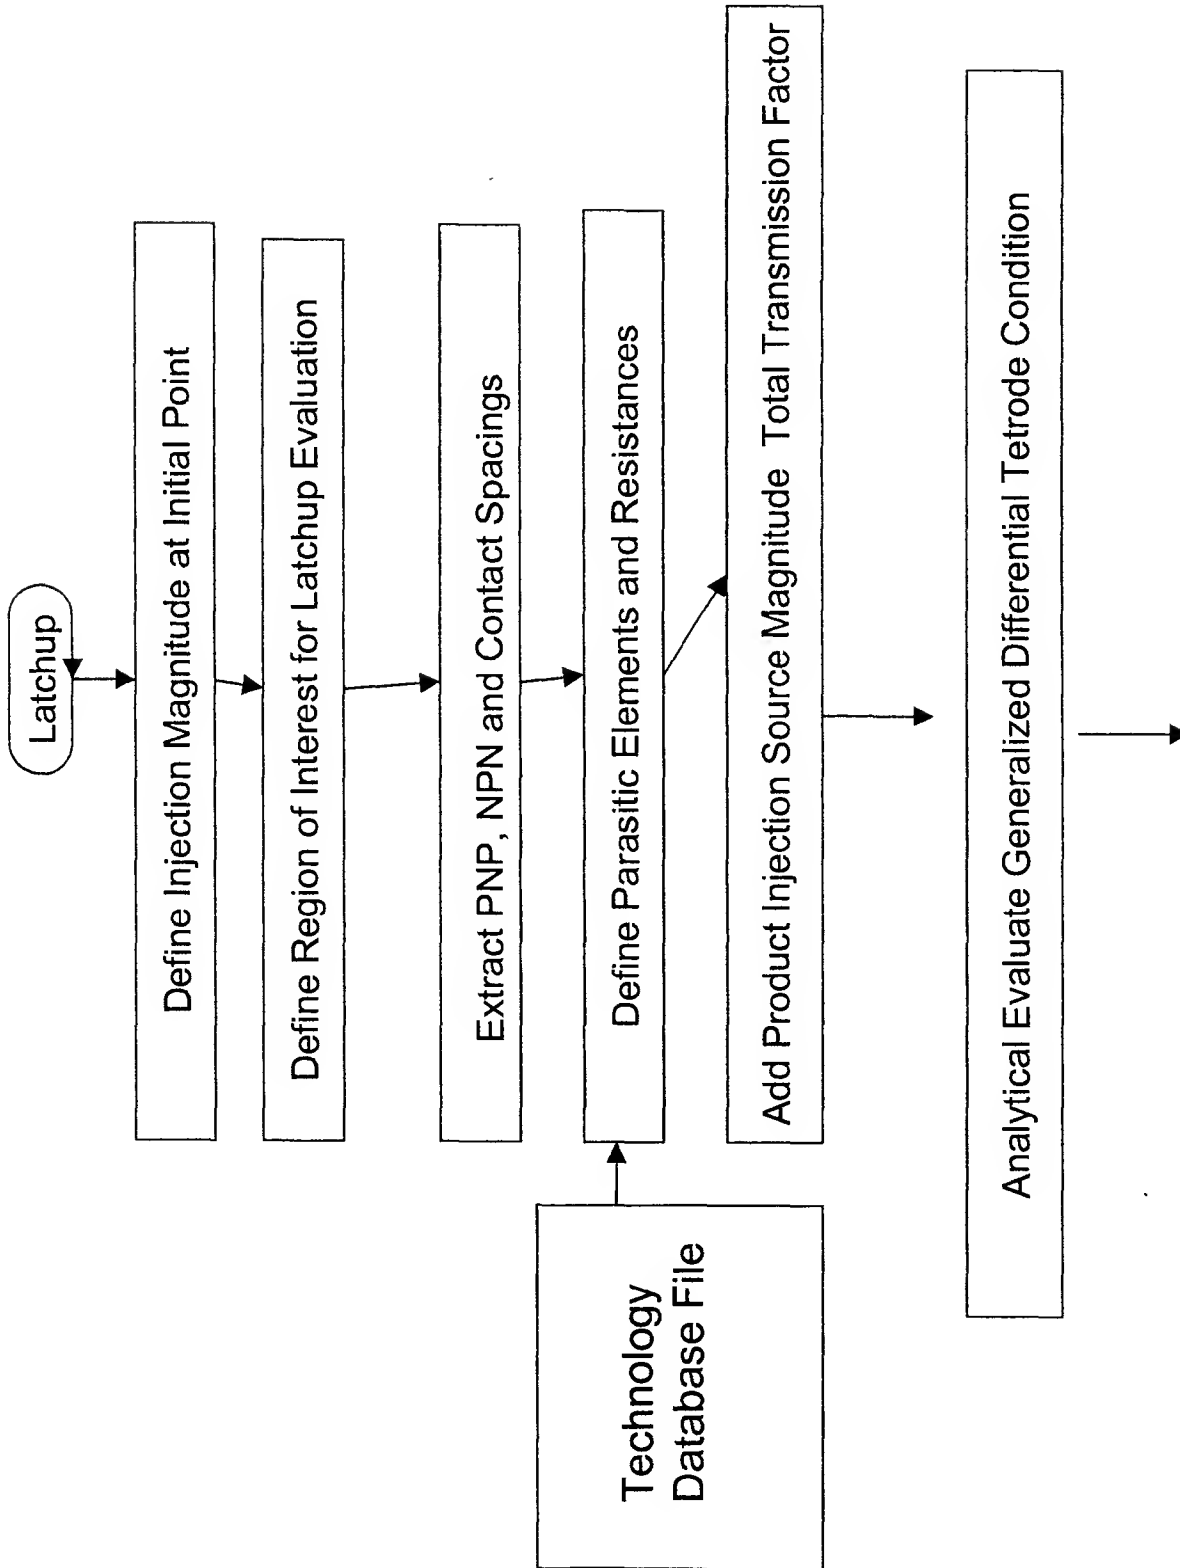 Latchup
Define Injection Magnitude at Initial Point
Define Region of Interest for Latchup Evaluation
Extract PNP, NPN and Contact Spacings
Technology
Database File
Define Parasitic Elements and Resistances
Add Product Injection Source Magnitude Total Transmission Factor
Analytical Evaluate Generalized Differential Tetrode Condition